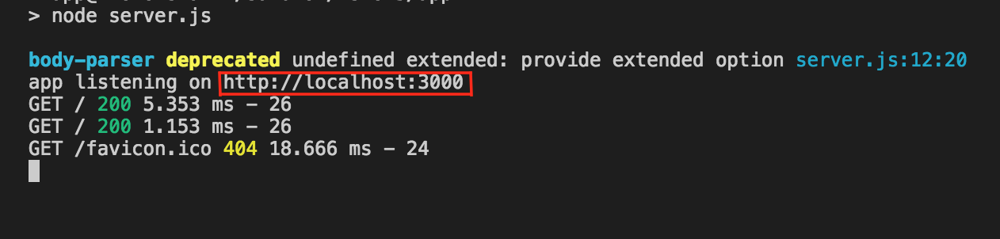 > node server.js
body-parser deprecated undefined extended: provide extended option server.js:12:20
app listening on http://localhost:3000
GET / 200 5.353 ms - 26
GET / 200 1.153 ms - 26
GET /favicon.ico 404 18.666 ms - 24